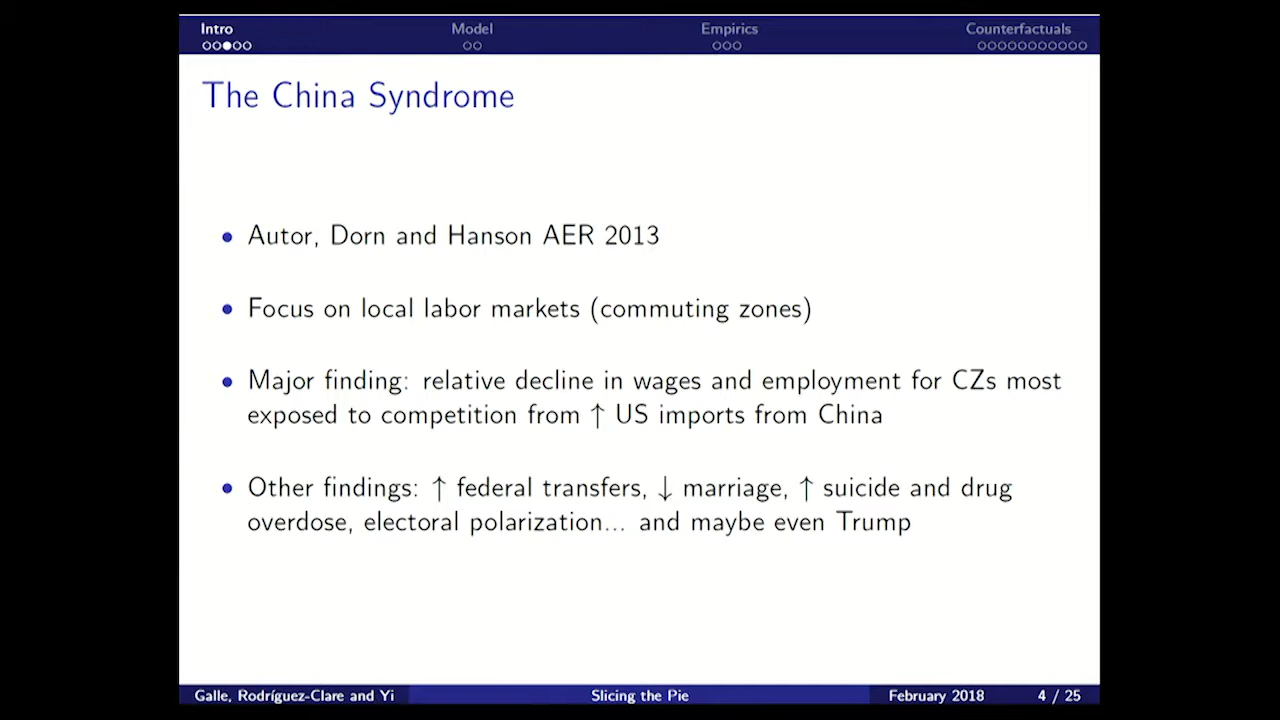 Intro Model Empirics Counterfactuals
The China Syndrome
• Autor, Dorn and Hanson AER 2013
• Focus on local labor markets (commuting zones)
• Major finding: relative decline in wages and employment for CZs most
exposed to competition from ↑ US imports from China
• Other findings: ↑ federal transfers, ↓ marriage, ↑ suicide and drug
overdose, electoral polarization... and maybe even Trump
Galle, Rodríguez-Clare and Yi Slicing the Pie February 2018 4 / 25